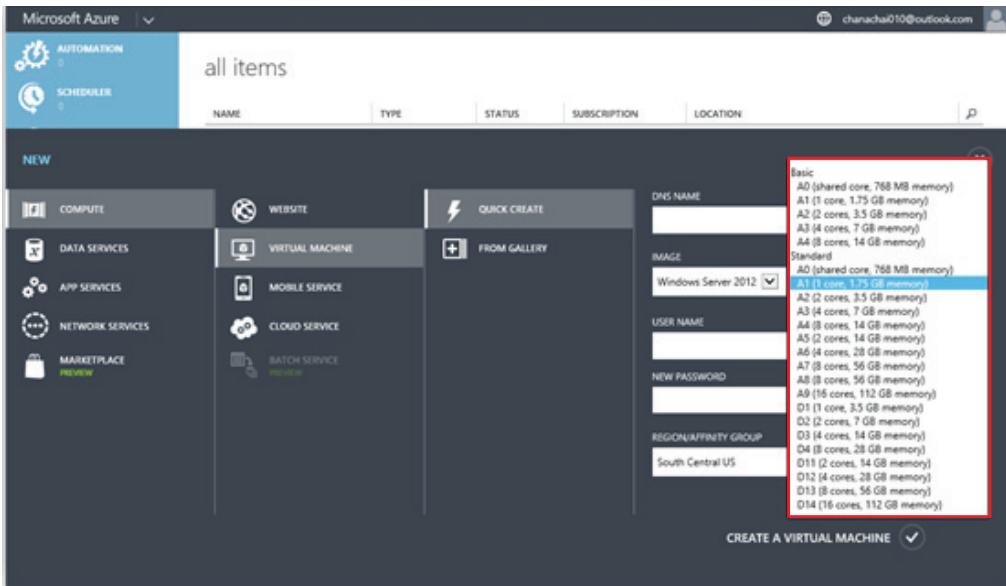 Microsoft Azure
chanachai010@outlook.com
AUTOMATION
0
SCHEDULER
0
all items
NAME TYPE STATUS SUBSCRIPTION LOCATION
NEW
COMPUTE
DATA SERVICES
APP SERVICES
NETWORK SERVICES
MARKETPLACE
PREVIEW
WEBSITE
VIRTUAL MACHINE
MOBILE SERVICE
CLOUD SERVICE
BATCH SERVICE
PREVIEW
QUICK CREATE
FROM GALLERY
DNS NAME
IMAGE
Windows Server 2012
USER NAME
NEW PASSWORD
REGION/AFFINITY GROUP
South Central US
Basic
A0 (shared core, 768 MB memory)
A1 (1 core, 1.75 GB memory)
A2 (2 cores, 3.5 GB memory)
A3 (4 cores, 7 GB memory)
A4 (8 cores, 14 GB memory)
Standard
A0 (shared core, 768 MB memory)
A1 (1 core, 1.75 GB memory)
A2 (2 cores, 3.5 GB memory)
A3 (4 cores, 7 GB memory)
A4 (8 cores, 14 GB memory)
A5 (2 cores, 14 GB memory)
A6 (4 cores, 28 GB memory)
A7 (8 cores, 56 GB memory)
A8 (8 cores, 56 GB memory)
A9 (16 cores, 112 GB memory)
D1 (1 core, 3.5 GB memory)
D2 (2 cores, 7 GB memory)
D3 (4 cores, 14 GB memory)
D4 (8 cores, 28 GB memory)
D11 (2 cores, 14 GB memory)
D12 (4 cores, 28 GB memory)
D13 (8 cores, 56 GB memory)
D14 (16 cores, 112 GB memory)
CREATE A VIRTUAL MACHINE